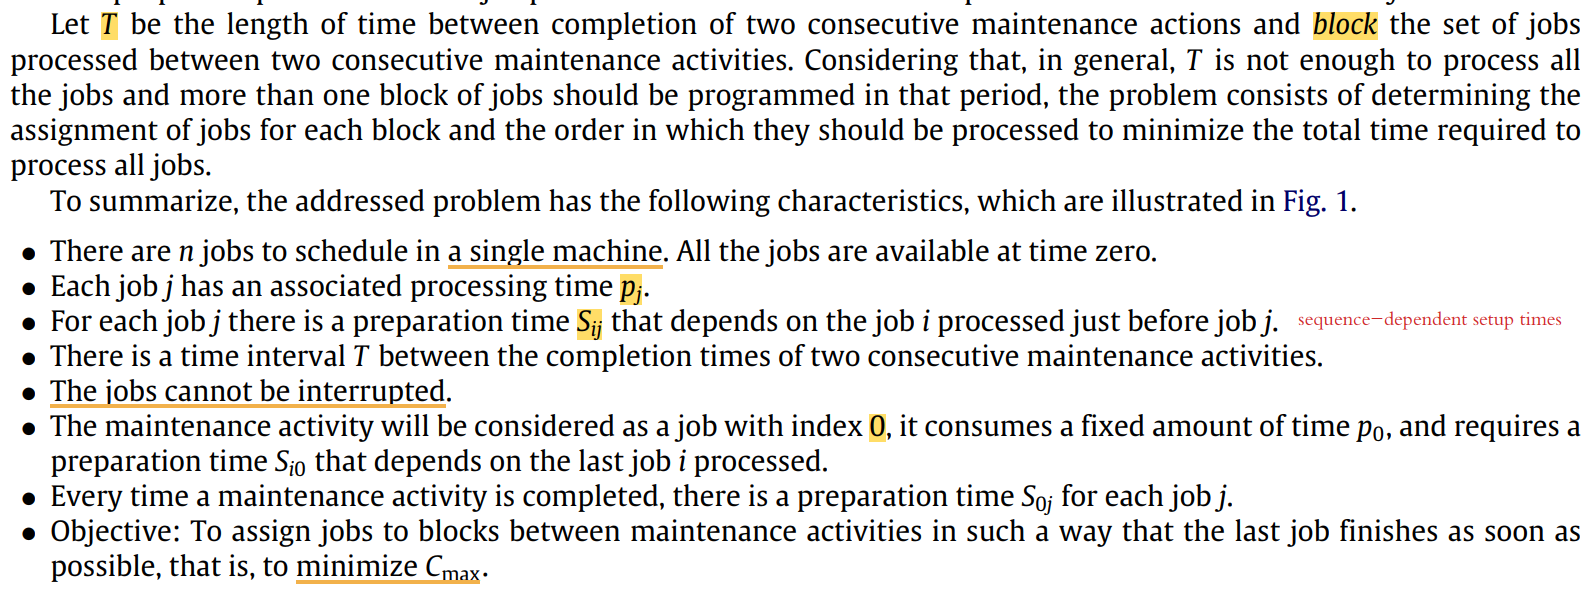 Let T be the length of time between completion of two consecutive maintenance actions and block the set of jobs
processed between two consecutive maintenance activities. Considering that, in general, T is not enough to process all
the jobs and more than one block of jobs should be programmed in that period, the problem consists of determining the
assignment of jobs for each block and the order in which they should be processed to minimize the total time required to
process all jobs.
To summarize, the addressed problem has the following characteristics, which are illustrated in Fig. 1.
• There are n jobs to schedule in a single machine. All the jobs are available at time zero.
• Each job j has an associated processing time pj.
• For each job j there is a preparation time Sij that depends on the job i processed just before job j. sequence-dependent setup times
• There is a time interval T between the completion times of two consecutive maintenance activities.
• The jobs cannot be interrupted.
• The maintenance activity will be considered as a job with index 0, it consumes a fixed amount of time p0, and requires a
preparation time Si0 that depends on the last job i processed.
• Every time a maintenance activity is completed, there is a preparation time S0j for each job j.
• Objective: To assign jobs to blocks between maintenance activities in such a way that the last job finishes as soon as
possible, that is, to minimize Cmax.